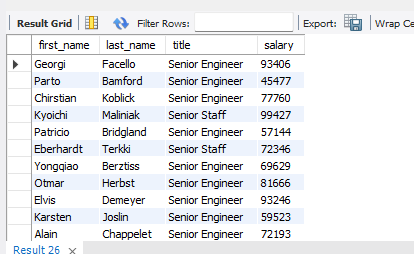 Result Grid Filter Rows: Export: Wrap Ce
first_name last_name title salary
Georgi Facello Senior Engineer 93406
Parto Bamford Senior Engineer 45477
Chirstian Koblick Senior Engineer 77760
Kyoichi Maliniak Senior Staff 99427
Patricio Bridgland Senior Engineer 57144
Eberhardt Terkki Senior Staff 72346
Yongqiao Berztiss Senior Engineer 69629
Otmar Herbst Senior Engineer 81666
Elvis Demeyer Senior Engineer 93246
Karsten Joslin Senior Engineer 59523
Alain Chappelet Senior Engineer 72193
Result 26